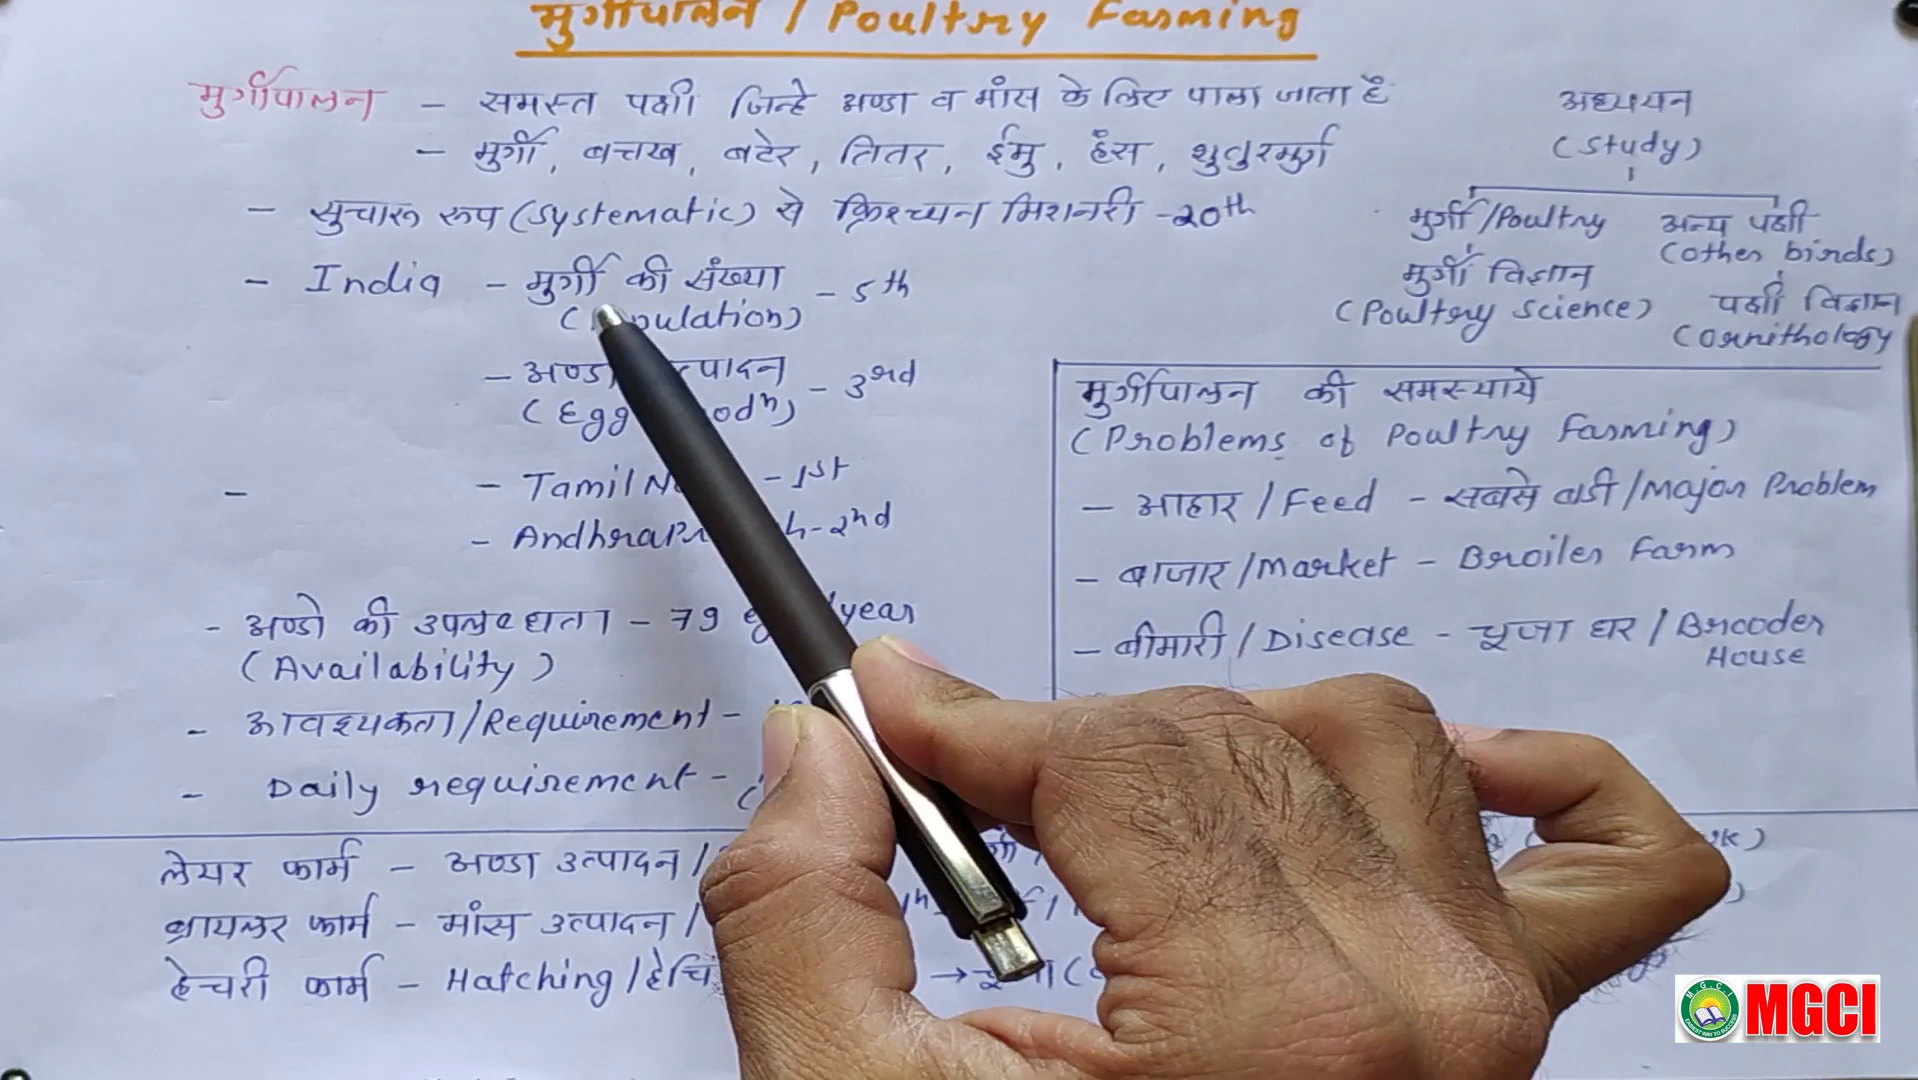 मुर्गीपालन / Poultry Farming
मुर्गीपालन - समस्त पक्षी जिन्हे अण्डा व मांस के लिए पाला जाता है
- मुर्गी, बत्तख, बटेर, तितर, ईमु, हंस, शुतुरमुर्ग
- सुचारू रूप (systematic) से क्रिश्चयन मिशनरी - 20th
- India - मुर्गी की संख्या - 5th
- अण्डा - 3rd
(Egg
- Tamil - 1st
- - 2nd
- अण्डो की उपलब्धता - 79 /year
(Availability)
- आवश्यकता/Requirement -
- Daily requirement -
अध्ययन
(study)
मुर्गी/Poultry अन्य पक्षी
(other birds)
मुर्गी विज्ञान
(Poultry science) पक्षी विज्ञान
(ornithology
मुर्गीपालन की समस्याये
(Problems of Poultry Farming)
- आहार/Feed - सबसे बडी/Major Problem
- बाजार/Market - Broiler Farm
- बीमारी/Disease - चूजा घर/Brooder
House
लेयर फार्म - अण्डा उत्पादन/
ब्रायलर फार्म - मांस उत्पादन/
हेचरी फार्म - Hatching/हेचि
M.G.C.I
MGCI